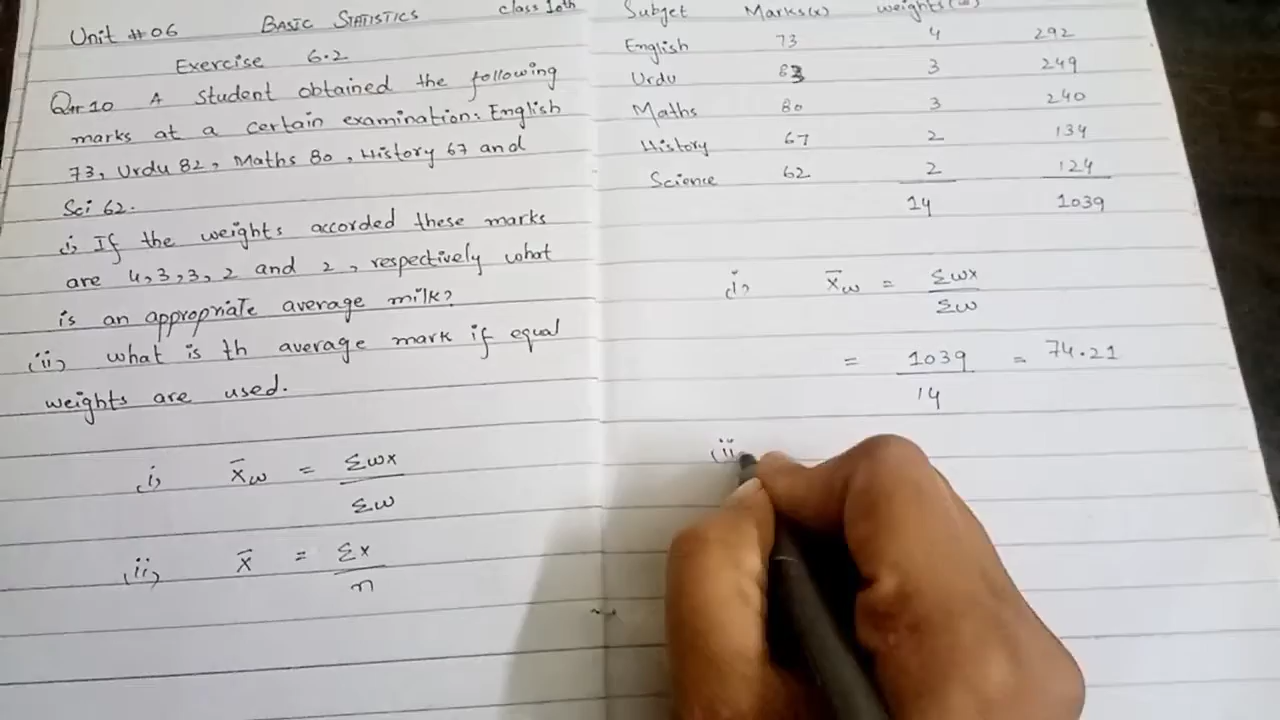 Unit #06 BASIC STATISTICS class 10th
Exercise 6.2
Qn: 10 A Student obtained the following
marks at a certain examination: English
73, Urdu 82, Maths 80, History 67 and
Sci 62.
i, If the weights accorded these marks
are 4,3,3,2 and 2, respectively what
is an appropriate average milk?
(ii) what is th average mark if equal
weights are used.
i, x̄w = Σwx / Σw
(ii) x̄ = Σx / n
Subjet Marks(x) weights(w)
English 73 4 292
Urdu 83 3 249
Maths 80 3 240
History 67 2 134
Science 62 2 124
14 1039
i, x̄w = Σwx / Σw
= 1039 / 14 = 74.21
(ii